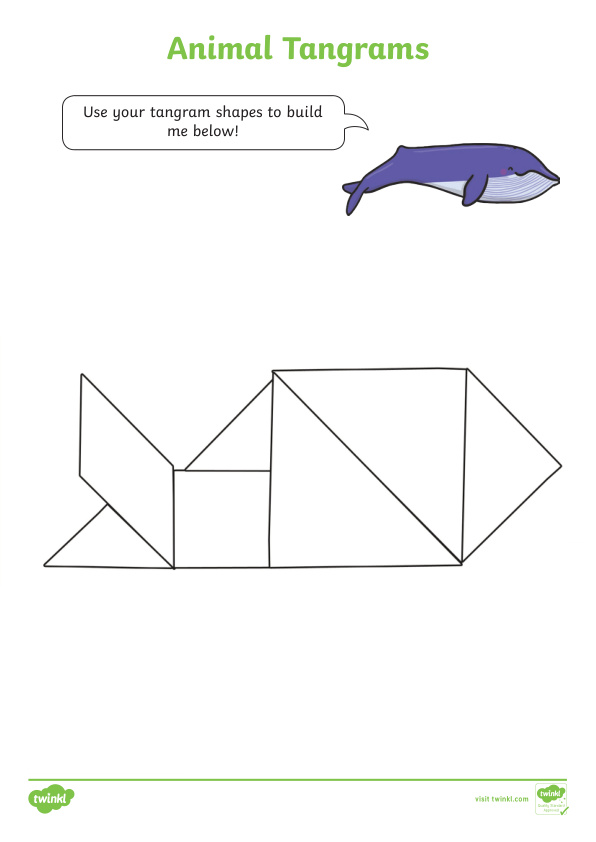 Animal Tangrams
Use your tangram shapes to build
me below!
twinkl
visit twinkl.com
twinkl
Quality Standard
Approved